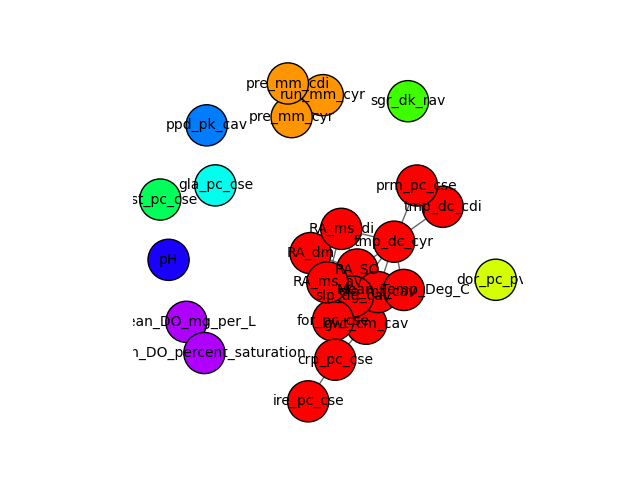 pre_mm_cdi
run_mm_cyr
sgr_dk_rav
pre_mm_cyr
ppd_pk_cav
gla_pc_cse
prm_pc_cse
st_pc_cse
tmp_dc_cdi
RA_ms_di
tmp_dc_cyr
RA_dm
pH
RA_SO
RA_ms_av
dor_pc_pv
Mean_Temp_Deg_C
slp_dg_cav
ean_DO_mg_per_L
for_pc_cse
gwt_cm_cav
n_DO_percent_saturation
crp_pc_cse
ire_pc_cse